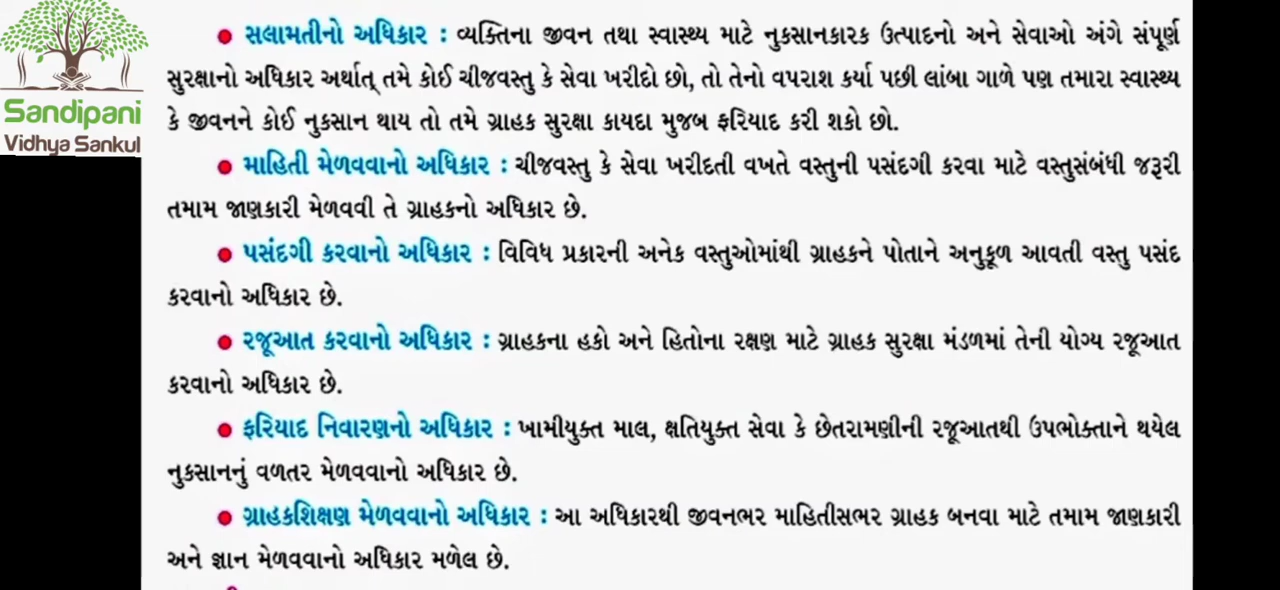 Sandipani
Vidhya Sankul
● સલામતીનો અધિકાર : વ્યક્તિના જીવન તથા સ્વાસ્થ્ય માટે નુકસાનકારક ઉત્પાદનો અને સેવાઓ અંગે સંપૂર્ણ
સુરક્ષાનો અધિકાર અર્થાત્ તમે કોઈ ચીજવસ્તુ કે સેવા ખરીદો છો, તો તેનો વપરાશ કર્યા પછી લાંબા ગાળે પણ તમારા સ્વાસ્થ્ય
કે જીવનને કોઈ નુકસાન થાય તો તમે ગ્રાહક સુરક્ષા કાયદા મુજબ ફરિયાદ કરી શકો છો.
● માહિતી મેળવવાનો અધિકાર : ચીજવસ્તુ કે સેવા ખરીદતી વખતે વસ્તુની પસંદગી કરવા માટે વસ્તુસંબંધી જરૂરી
તમામ જાણકારી મેળવવી તે ગ્રાહકનો અધિકાર છે.
● પસંદગી કરવાનો અધિકાર : વિવિધ પ્રકારની અનેક વસ્તુઓમાંથી ગ્રાહકને પોતાને અનુકૂળ આવતી વસ્તુ પસંદ
કરવાનો અધિકાર છે.
● રજૂઆત કરવાનો અધિકાર : ગ્રાહકના હકો અને હિતોના રક્ષણ માટે ગ્રાહક સુરક્ષા મંડળમાં તેની યોગ્ય રજૂઆત
કરવાનો અધિકાર છે.
● ફરિયાદ નિવારણનો અધિકાર : ખામીયુક્ત માલ, ક્ષતિયુક્ત સેવા કે છેતરામણીની રજૂઆતથી ઉપભોક્તાને થયેલ
નુકસાનનું વળતર મેળવવાનો અધિકાર છે.
● ગ્રાહકશિક્ષણ મેળવવાનો અધિકાર : આ અધિકારથી જીવનભર માહિતીસભર ગ્રાહક બનવા માટે તમામ જાણકારી
અને જ્ઞાન મેળવવાનો અધિકાર મળેલ છે.